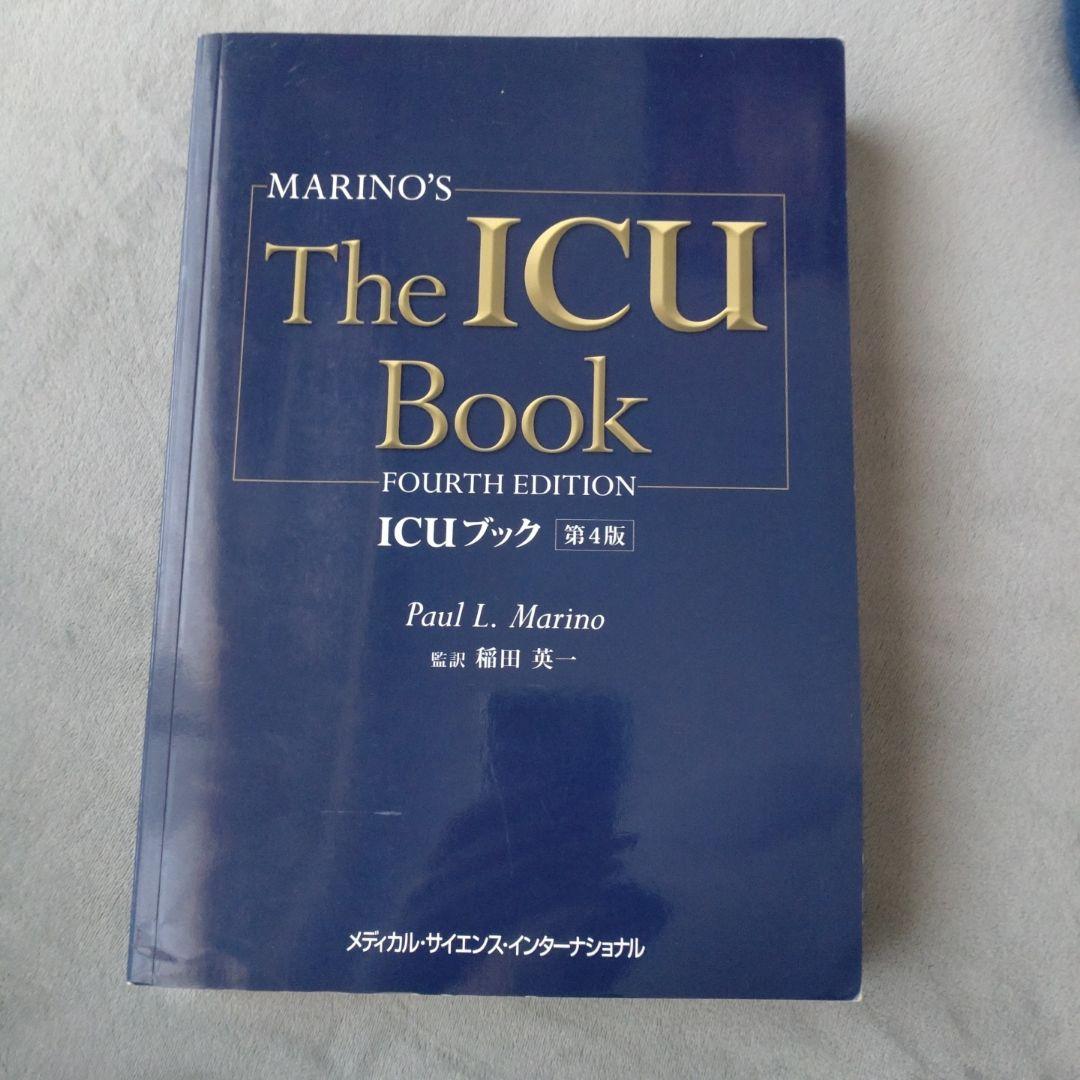 MARINO'S
The ICU
Book
FOURTH EDITION
ICUブック 第4版
Paul L. Marino
監訳 稲田 英一
メディカル・サイエンス・インターナショナル